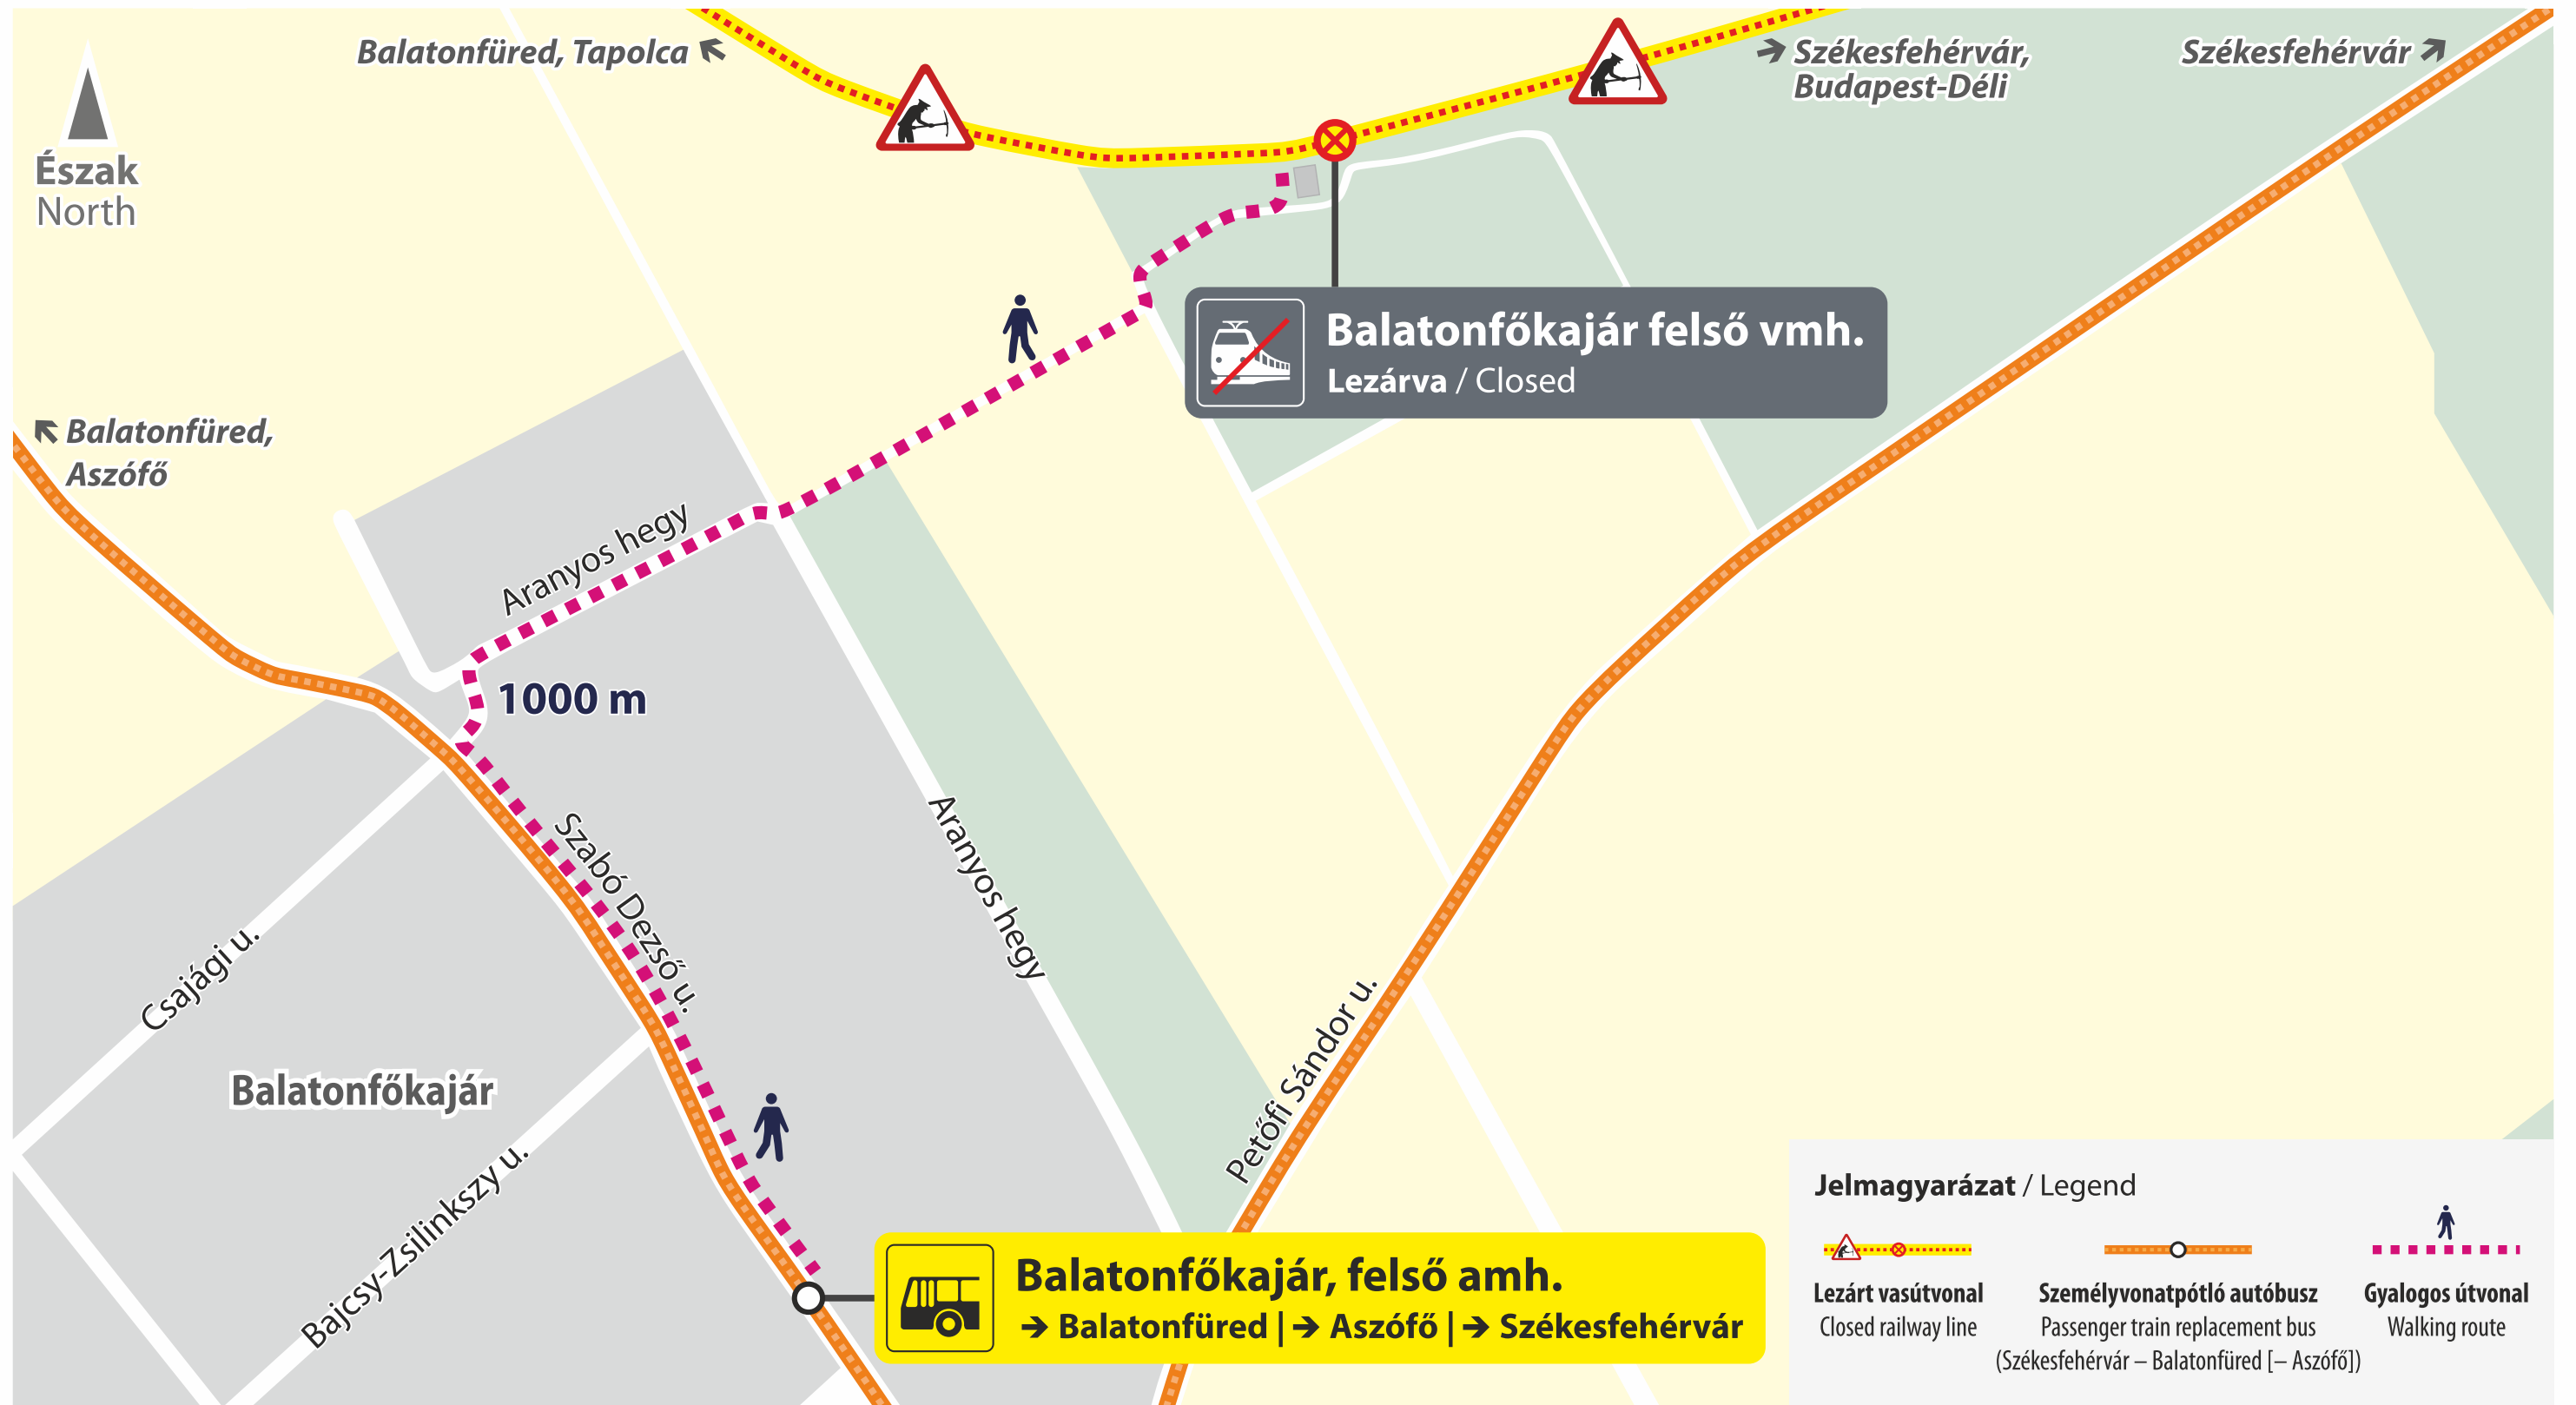 Balatonfüred, Tapolca
Székesfehérvár,
Budapest-Déli
Székesfehérvár
Észak
North
Balatonfőkajár felső vmh.
Lezárva / Closed
Balatonfüred,
Aszófő
Aranyos hegy
1000 m
Szabó Dezső u.
Aranyos hegy
Csajági u.
Petőfi Sándor u.
Balatonfőkajár
Bajcsy-Zsilinkszy u.
Balatonfőkajár, felső amh.
➔ Balatonfüred | ➔ Aszófő | ➔ Székesfehérvár
Jelmagyarázat / Legend
Lezárt vasútvonal
Closed railway line
Személyvonatpótló autóbusz
Passenger train replacement bus
(Székesfehérvár – Balatonfüred [– Aszófő])
Gyalogos útvonal
Walking route